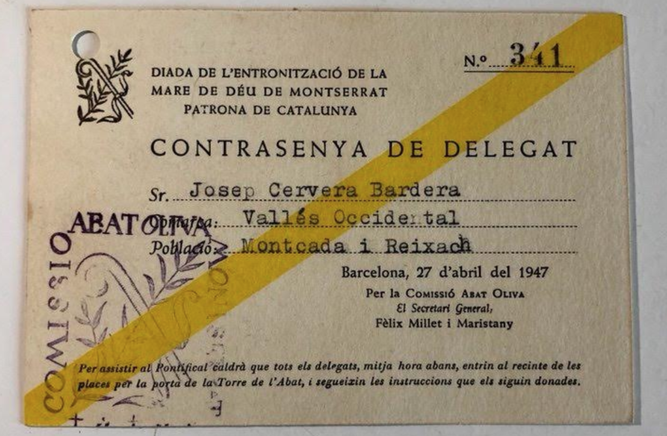 N.º 341
DIADA DE L'ENTRONITZACIÓ DE LA
MARE DE DÉU DE MONTSERRAT
PATRONA DE CATALUNYA
CONTRASENYA DE DELEGAT
Sr. Josep Cervera Bardera
Comarca: Vallés Occidental
Població: Montcada i Reixach
ABAT OLIVA
COMISSIO
Barcelona, 27 d'abril del 1947
Per la COMISSIÓ ABAT OLIVA
El Secretari General,
Fèlix Millet i Maristany
Per assistir al Pontifical caldrà que tots els delegats, mitja hora abans, entrin al recinte de les
places per la porta de la Torre de l'Abat, i segueixin les instruccions que els siguin donades.